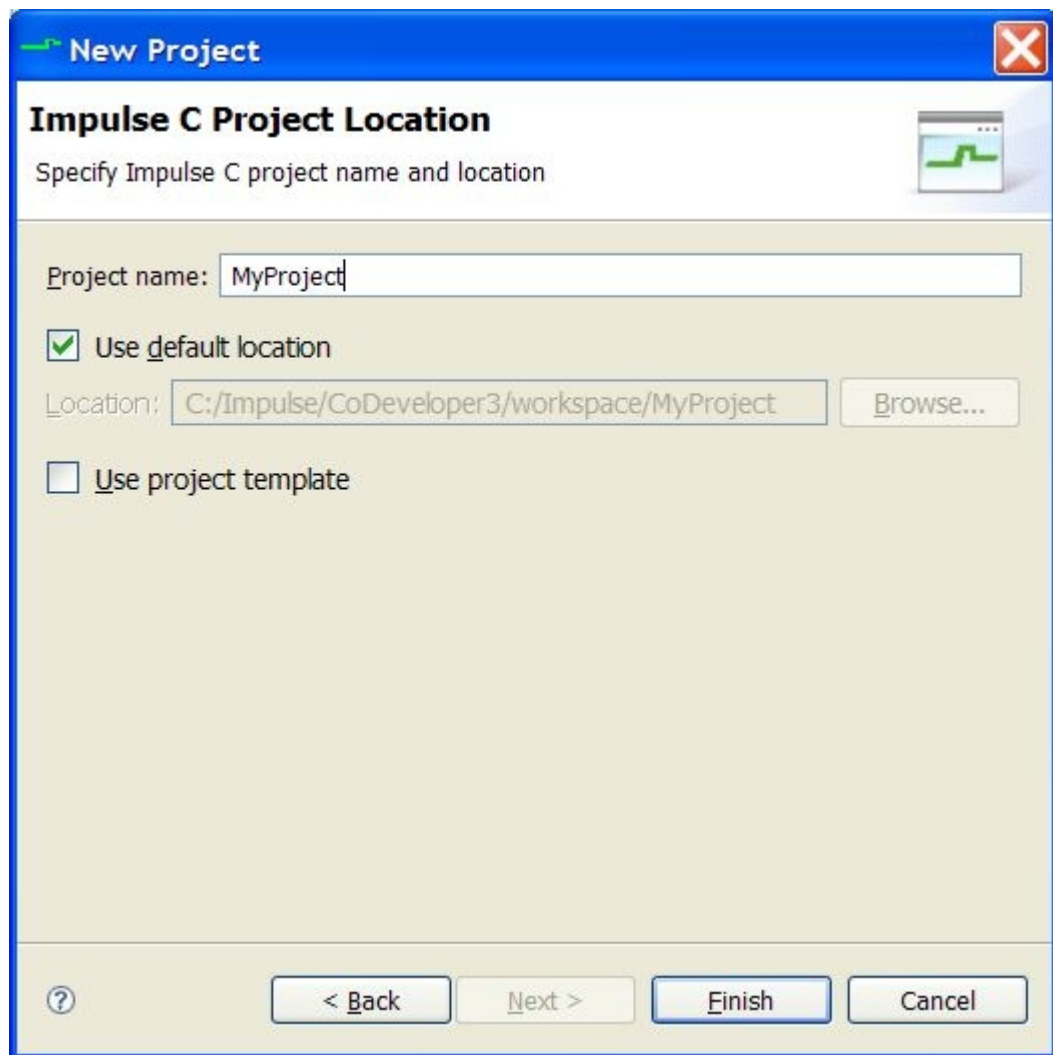 New Project
Impulse C Project Location
Specify Impulse C project name and location
Project name: MyProject
Use default location
Location: C:/Impulse/CoDeveloper3/workspace/MyProject Browse...
Use project template
? < Back Next > Finish Cancel